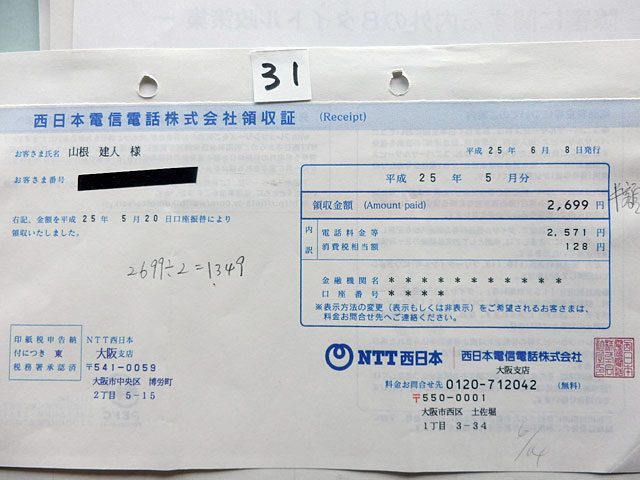 31
西日本電信電話株式会社領収証 (Receipt)
お客さま氏名 山根 建人 様
お客さま番号
平成 25 年 6 月 8 日発行
平成 25 年 5 月分
領収金額 (Amount paid) 2,699 円
半額
内訳
電話料金等 2,571 円
消費税相当額 128 円
右記、金額を平成 25 年 5 月 20 日口座振替により
領収いたしました。
2699÷2=1,349
金融機関名 * * * * * * * * * * *
口座番号 * * * *
※表示方法の変更（表示もしくは非表示）をご希望されるお客さまは、
料金お問合せ先へご連絡ください。
印紙税申告納
付につき 東
税務署承認済
NTT西日本
大阪支店
〒541-0059
大阪市中央区 博労町
2丁目 5-15
NTT西日本 西日本電信電話株式会社
大阪支店
料金お問合せ先 0120-712042 (無料)
〒550-0001
大阪市西区 土佐堀
1丁目 3-34